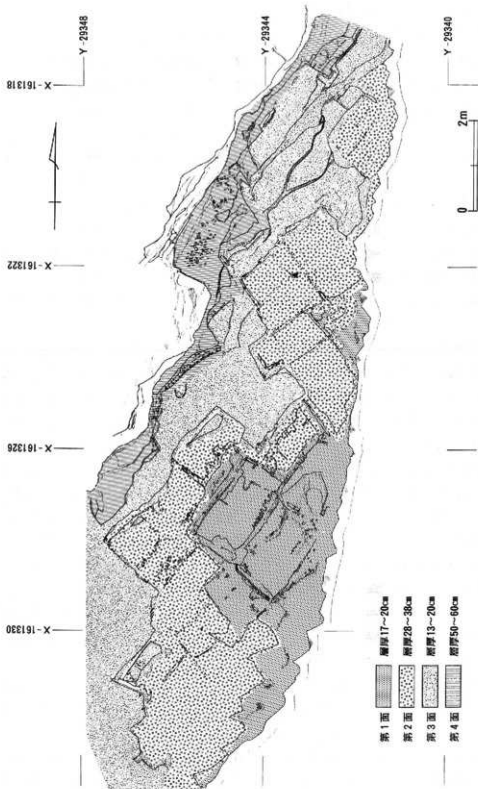 Y-29348
Y-29344
Y-29340
X-161318
X-161322
X-161326
X-161330
0 2m
第1面 層厚17~20cm
第2面 層厚28~38cm
第3面 層厚13~20cm
第4面 層厚50~60cm